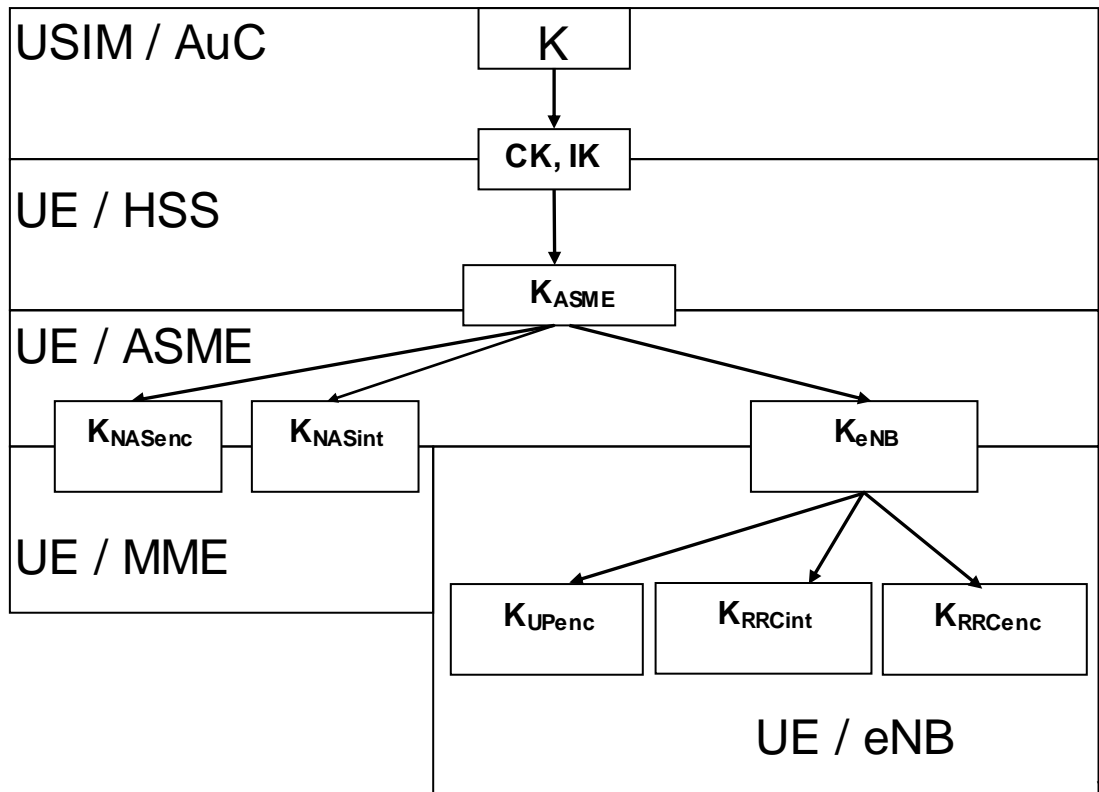 USIM / AuC
K
CK, IK
UE / HSS
KASME
UE / ASME
KNASenc
KNASint
KeNB
UE / MME
KUPenc
KRRCint
KRRCenc
UE / eNB